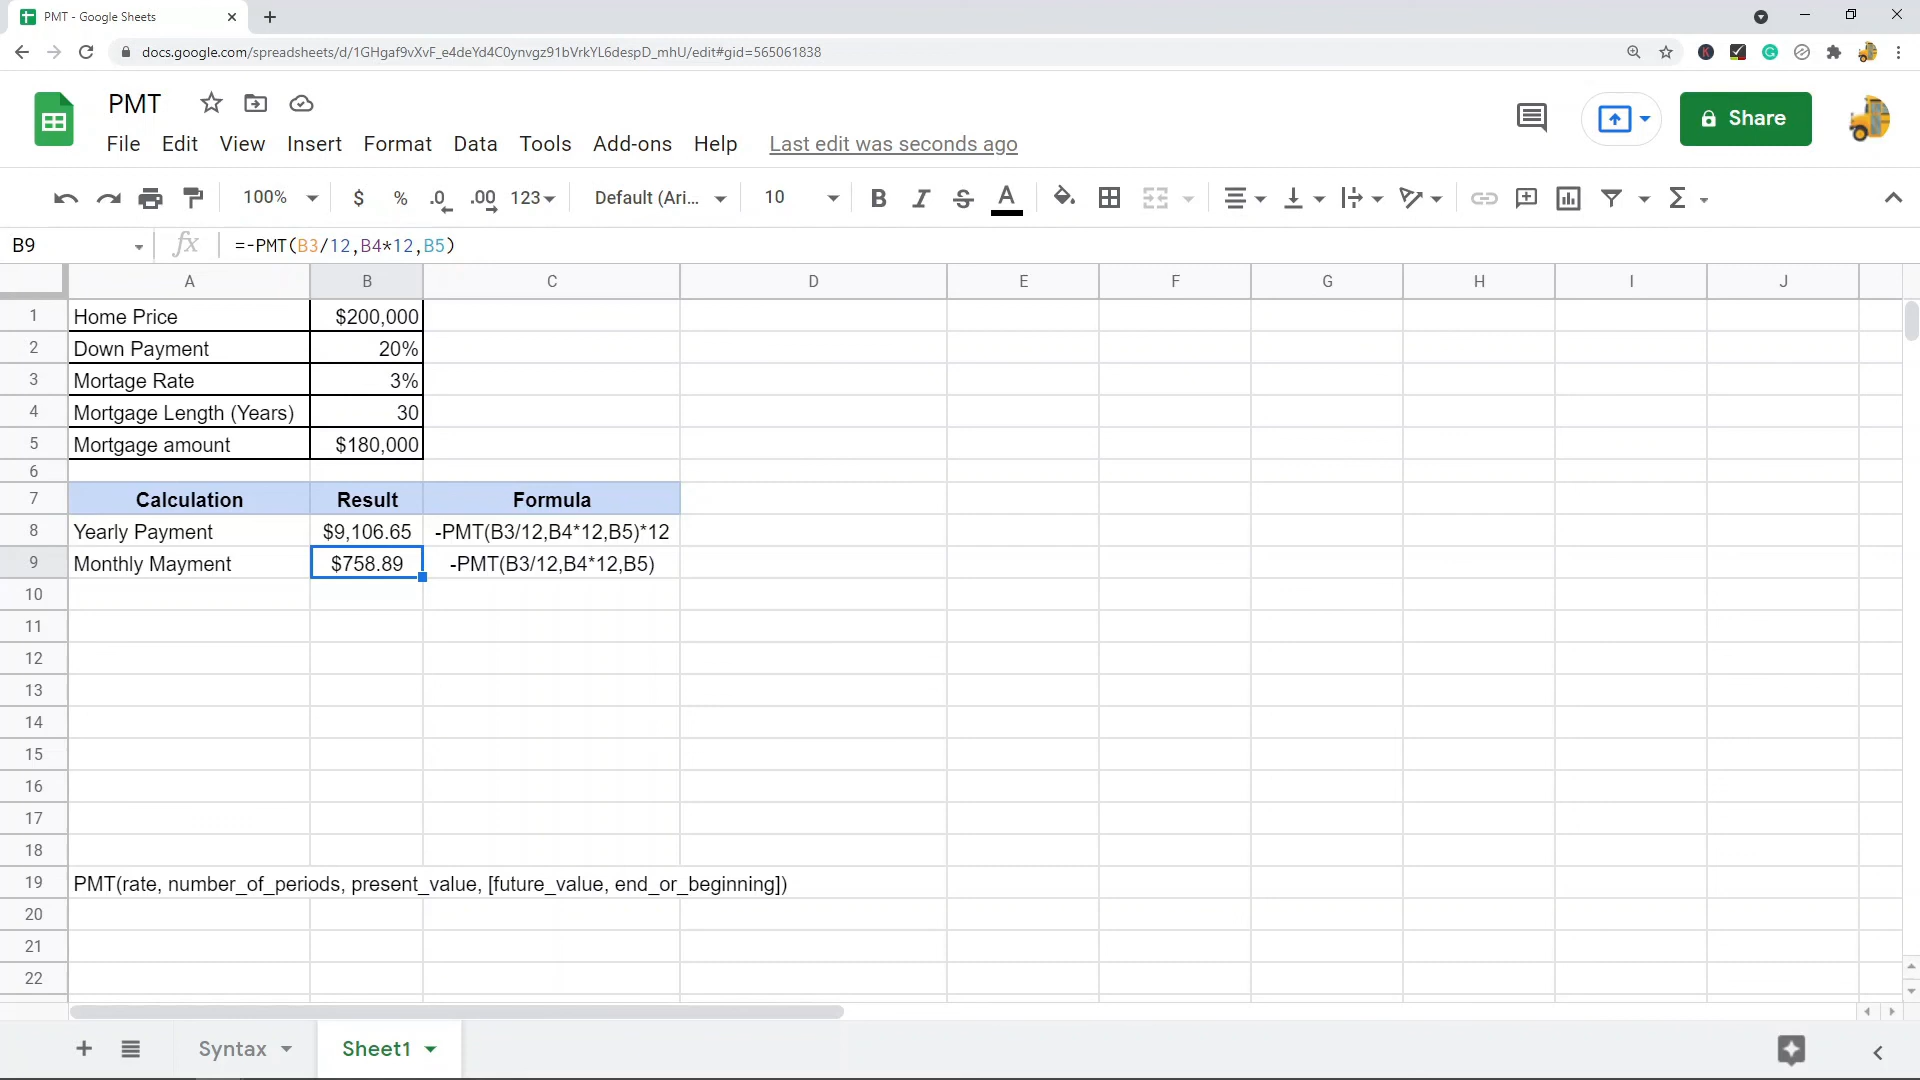 PMT - Google Sheets
docs.google.com/spreadsheets/d/1GHgaf9vXvF_e4deYd4C0ynvgz91bVrkYL6despD_mhU/edit#gid=565061838
PMT
Share
File Edit View Insert Format Data Tools Add-ons Help Last edit was seconds ago
100% $ % .0 .00 123 Default (Ari... 10 B I S A Σ
B9 fx =-PMT(B3/12,B4*12,B5)
A B C D E F G H I J
1 Home Price $200,000
2 Down Payment 20%
3 Mortage Rate 3%
4 Mortgage Length (Years) 30
5 Mortgage amount $180,000
6
7 Calculation Result Formula
8 Yearly Payment $9,106.65 -PMT(B3/12,B4*12,B5)*12
9 Monthly Mayment $758.89 -PMT(B3/12,B4*12,B5)
10
11
12
13
14
15
16
17
18
19 PMT(rate, number_of_periods, present_value, [future_value, end_or_beginning])
20
21
22
Syntax Sheet1